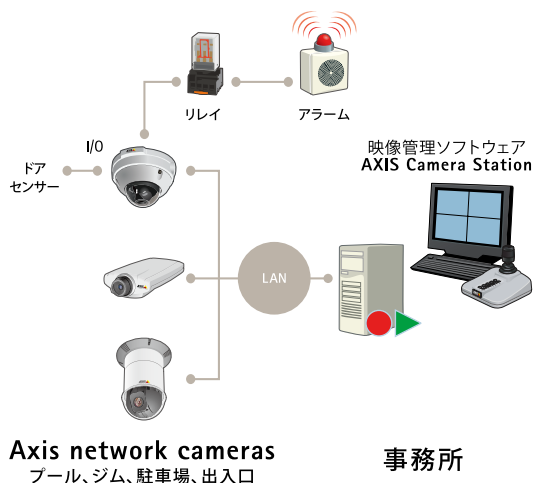 リレイ
アラーム
I/O
ドア
センサー
映像管理ソフトウェア
AXIS Camera Station
LAN
Axis network cameras
プール、ジム、駐車場、出入口
事務所